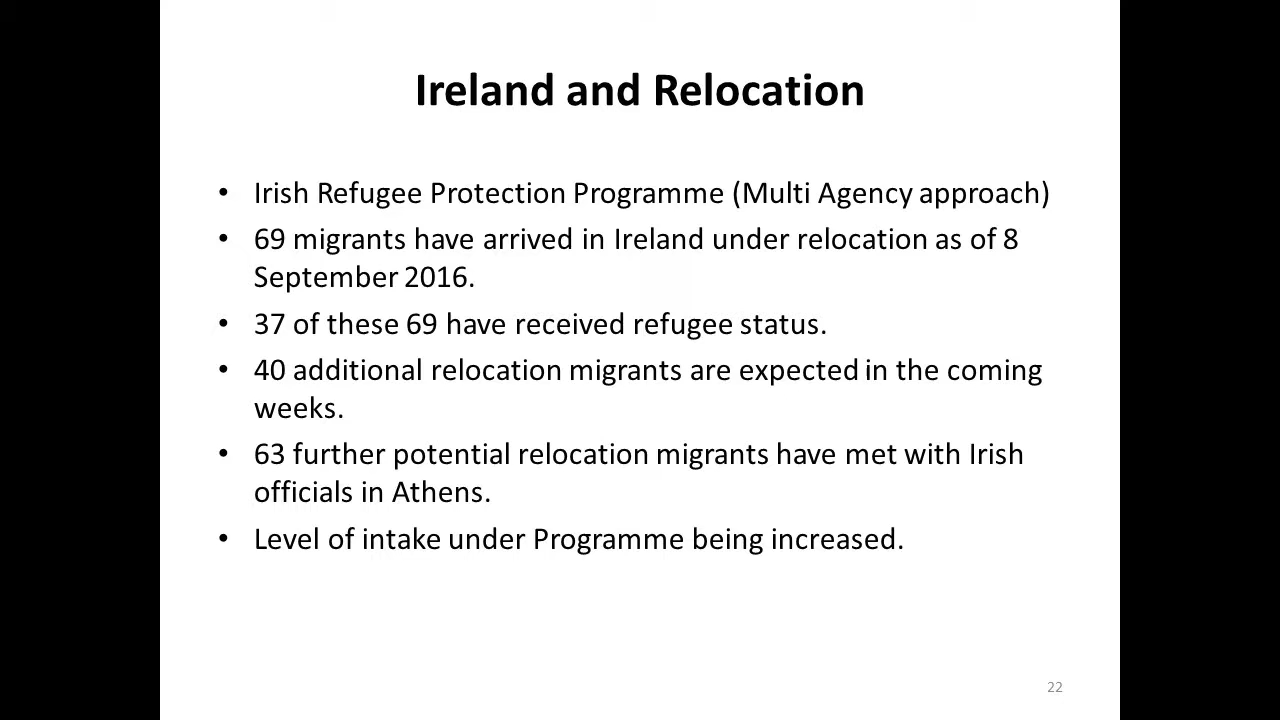 Ireland and Relocation
• Irish Refugee Protection Programme (Multi Agency approach)
• 69 migrants have arrived in Ireland under relocation as of 8
September 2016.
• 37 of these 69 have received refugee status.
• 40 additional relocation migrants are expected in the coming
weeks.
• 63 further potential relocation migrants have met with Irish
officials in Athens.
• Level of intake under Programme being increased.
22